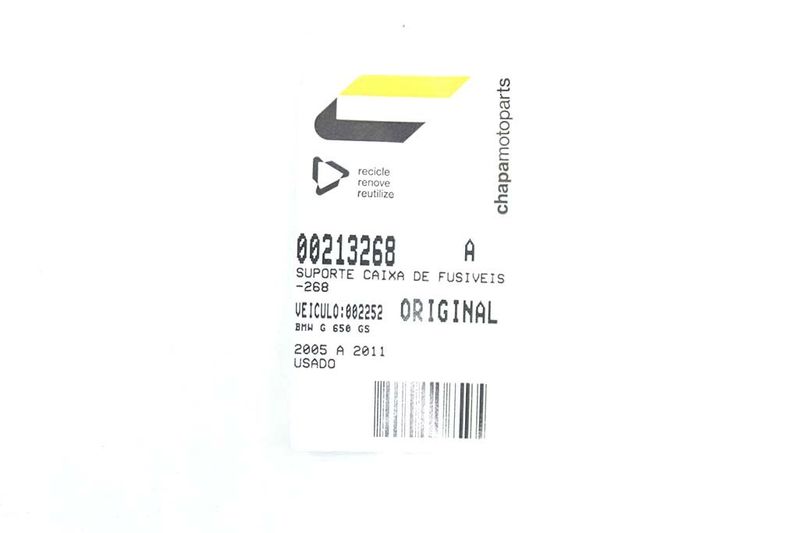 chapamotoparts
recicle
renove
reutilize
00213268 A
SUPORTE CAIXA DE FUSIVEIS
-268
VEICULO:002252 ORIGINAL
BMW G 650 GS
2005 A 2011
USADO